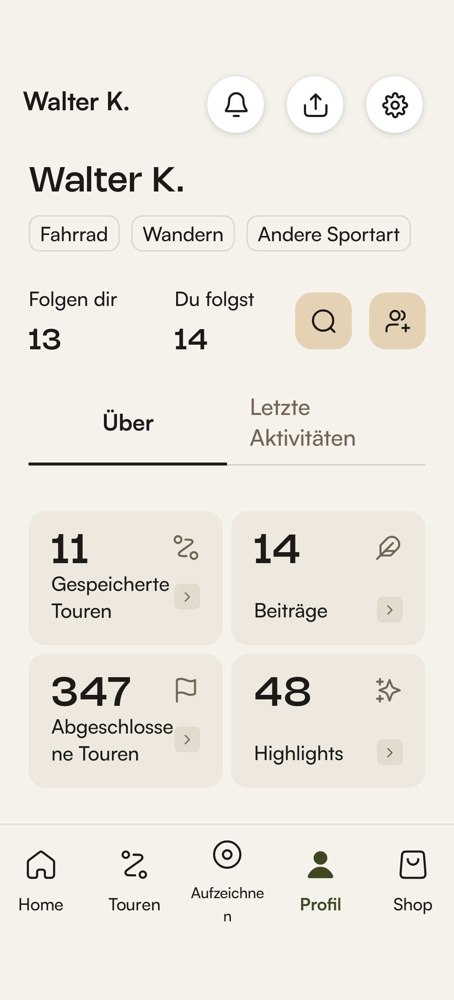 Walter K.
Walter K.
Fahrrad
Wandern
Andere Sportart
Folgen dir
13
Du folgst
14
Über
Letzte
Aktivitäten
11
Gespeicherte
Touren
14
Beiträge
347
Abgeschlosse
ne Touren
48
Highlights
Home
Touren
Aufzeichne
n
Profil
Shop